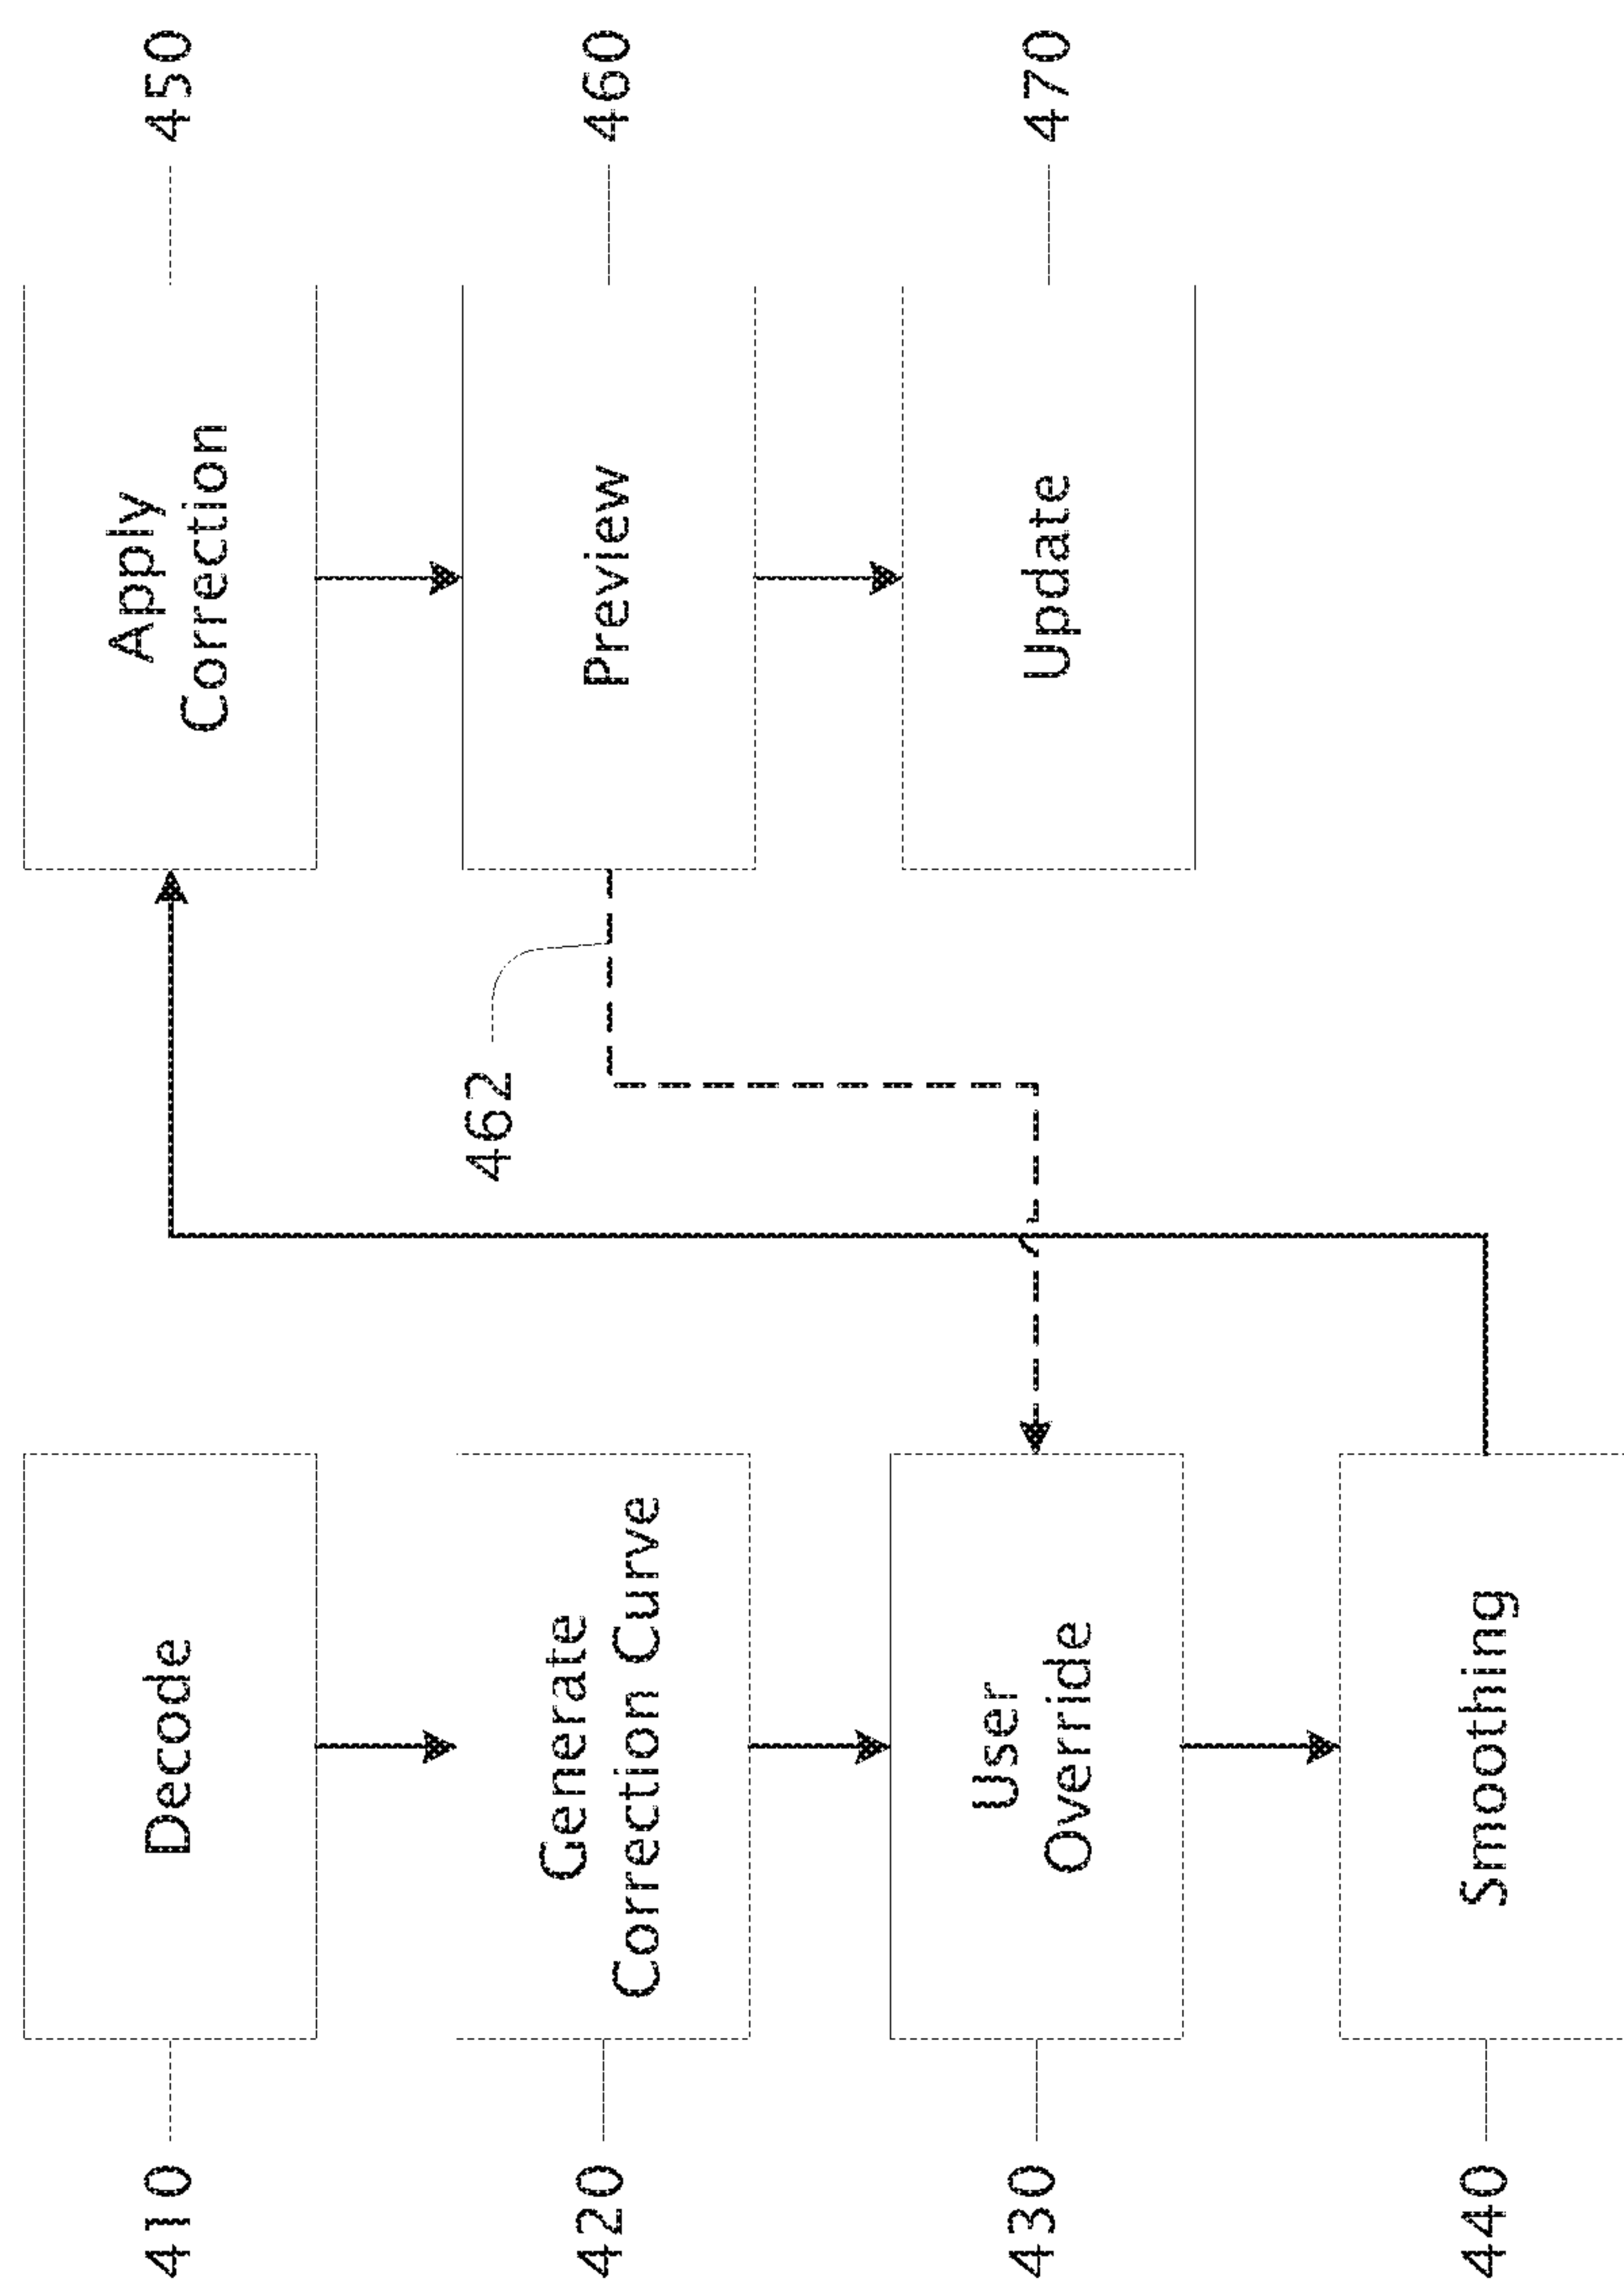 410
Decode
420
Generate
Correction Curve
430
User
Override
440
Smoothing
462
450
Apply
Correction
460
Preview
470
Update